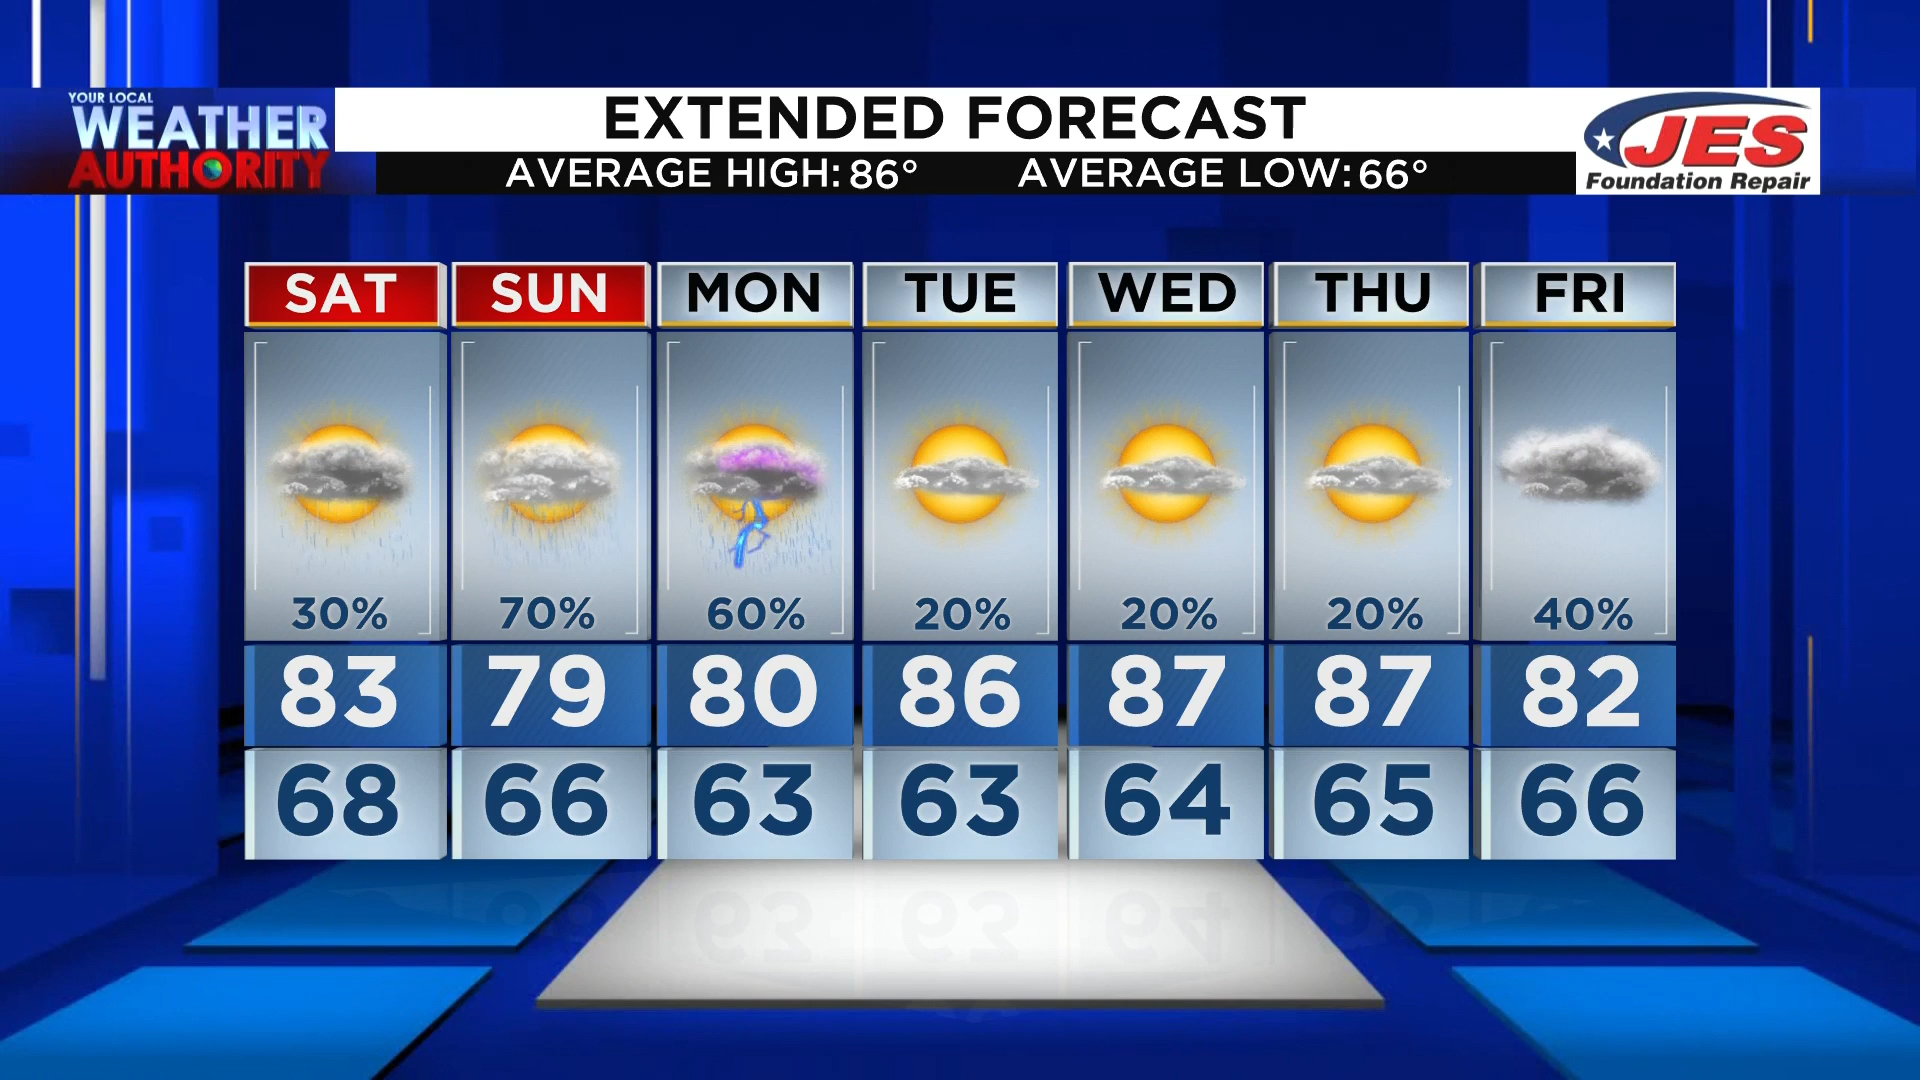 YOUR LOCAL
WEATHER
AUTHORITY
EXTENDED FORECAST
AVERAGE HIGH: 86° AVERAGE LOW: 66°
JES
Foundation Repair
SAT SUN MON TUE WED THU FRI
30% 70% 60% 20% 20% 20% 40%
83 79 80 86 87 87 82
68 66 63 63 64 65 66